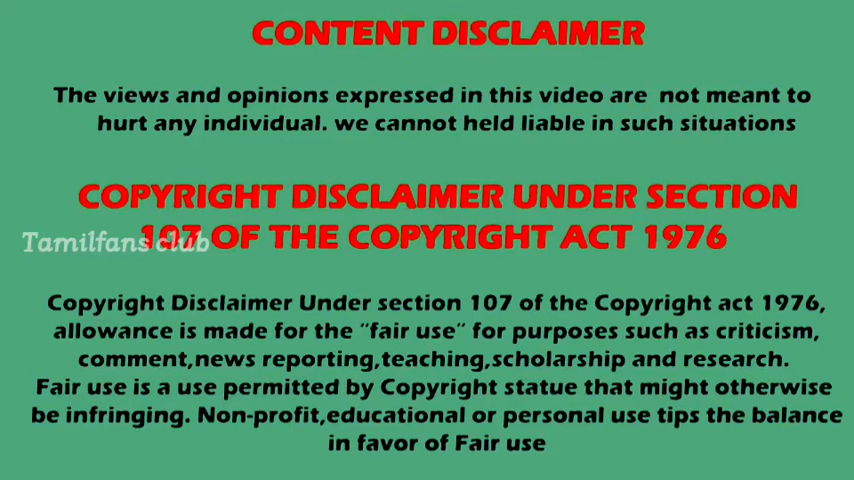 CONTENT DISCLAIMER
The views and opinions expressed in this video are not meant to
hurt any individual. we cannot held liable in such situations
COPYRIGHT DISCLAIMER UNDER SECTION
107 OF THE COPYRIGHT ACT 1976
Tamilfans club
Copyright Disclaimer Under section 107 of the Copyright act 1976,
allowance is made for the "fair use" for purposes such as criticism,
comment,news reporting,teaching,scholarship and research.
Fair use is a use permitted by Copyright statue that might otherwise
be infringing. Non-profit,educational or personal use tips the balance
in favor of Fair use